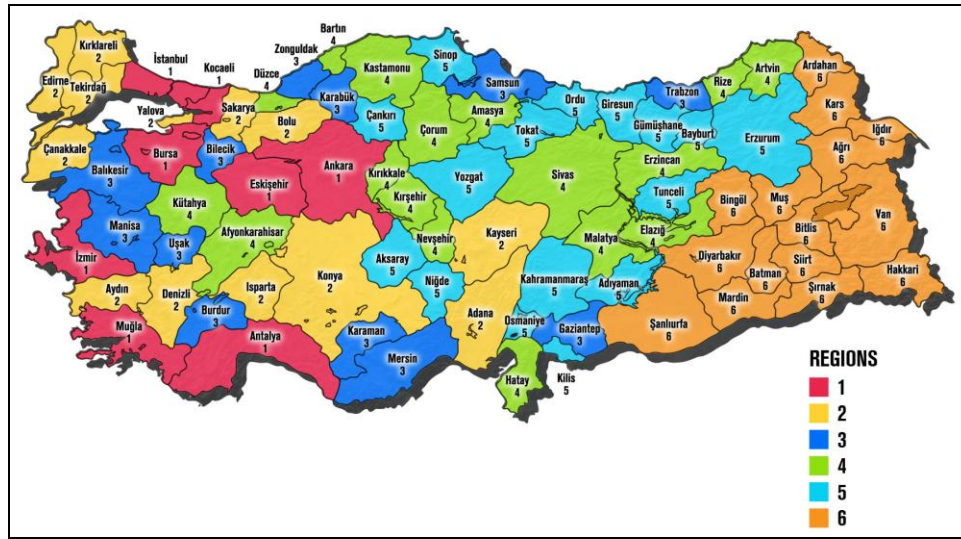 Bartın
4
Zonguldak
3
Düzce
4
Kırklareli
2
Edirne
2
Tekirdağ
2
İstanbul
1
Kocaeli
1
Yalova
2
Sakarya
2
Bolu
2
Karabük
3
Kastamonu
4
Sinop
5
Samsun
3
Çankırı
5
Çorum
4
Amasya
4
Tokat
5
Ordu
5
Giresun
5
Trabzon
3
Gümüşhane
5
Bayburt
5
Rize
4
Artvin
4
Ardahan
6
Kars
6
Iğdır
6
Ağrı
6
Erzurum
5
Erzincan
4
Çanakkale
2
Balıkesir
3
Bursa
1
Bilecik
3
Eskişehir
1
Ankara
1
Kırıkkale
4
Kırşehir
4
Yozgat
5
Sivas
4
Tunceli
5
Bingöl
6
Muş
6
Bitlis
6
Van
6
Kütahya
4
Manisa
3
Uşak
3
Afyonkarahisar
4
İzmir
1
Aydın
2
Denizli
2
Isparta
2
Burdur
3
Konya
2
Aksaray
5
Nevşehir
4
Niğde
5
Kayseri
2
Kahramanmaraş
5
Malatya
4
Elazığ
4
Adıyaman
5
Diyarbakır
6
Batman
6
Siirt
6
Şırnak
6
Hakkari
6
Mardin
6
Şanlıurfa
6
Muğla
1
Antalya
1
Karaman
3
Mersin
3
Adana
2
Osmaniye
5
Gaziantep
3
Kilis
5
Hatay
4
REGIONS
1
2
3
4
5
6